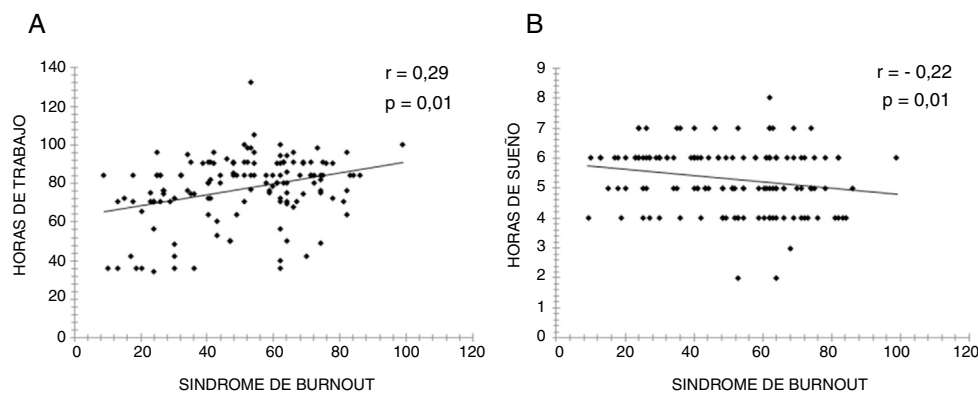 A
140
120
100
80
60
40
20
0
HORAS DE TRABAJO
r = 0,29
p = 0,01
0 20 40 60 80 100 120
SINDROME DE BURNOUT
B
9
8
7
6
5
4
3
2
1
0
HORAS DE SUEÑO
r = - 0,22
p = 0,01
0 20 40 60 80 100 120
SINDROME DE BURNOUT